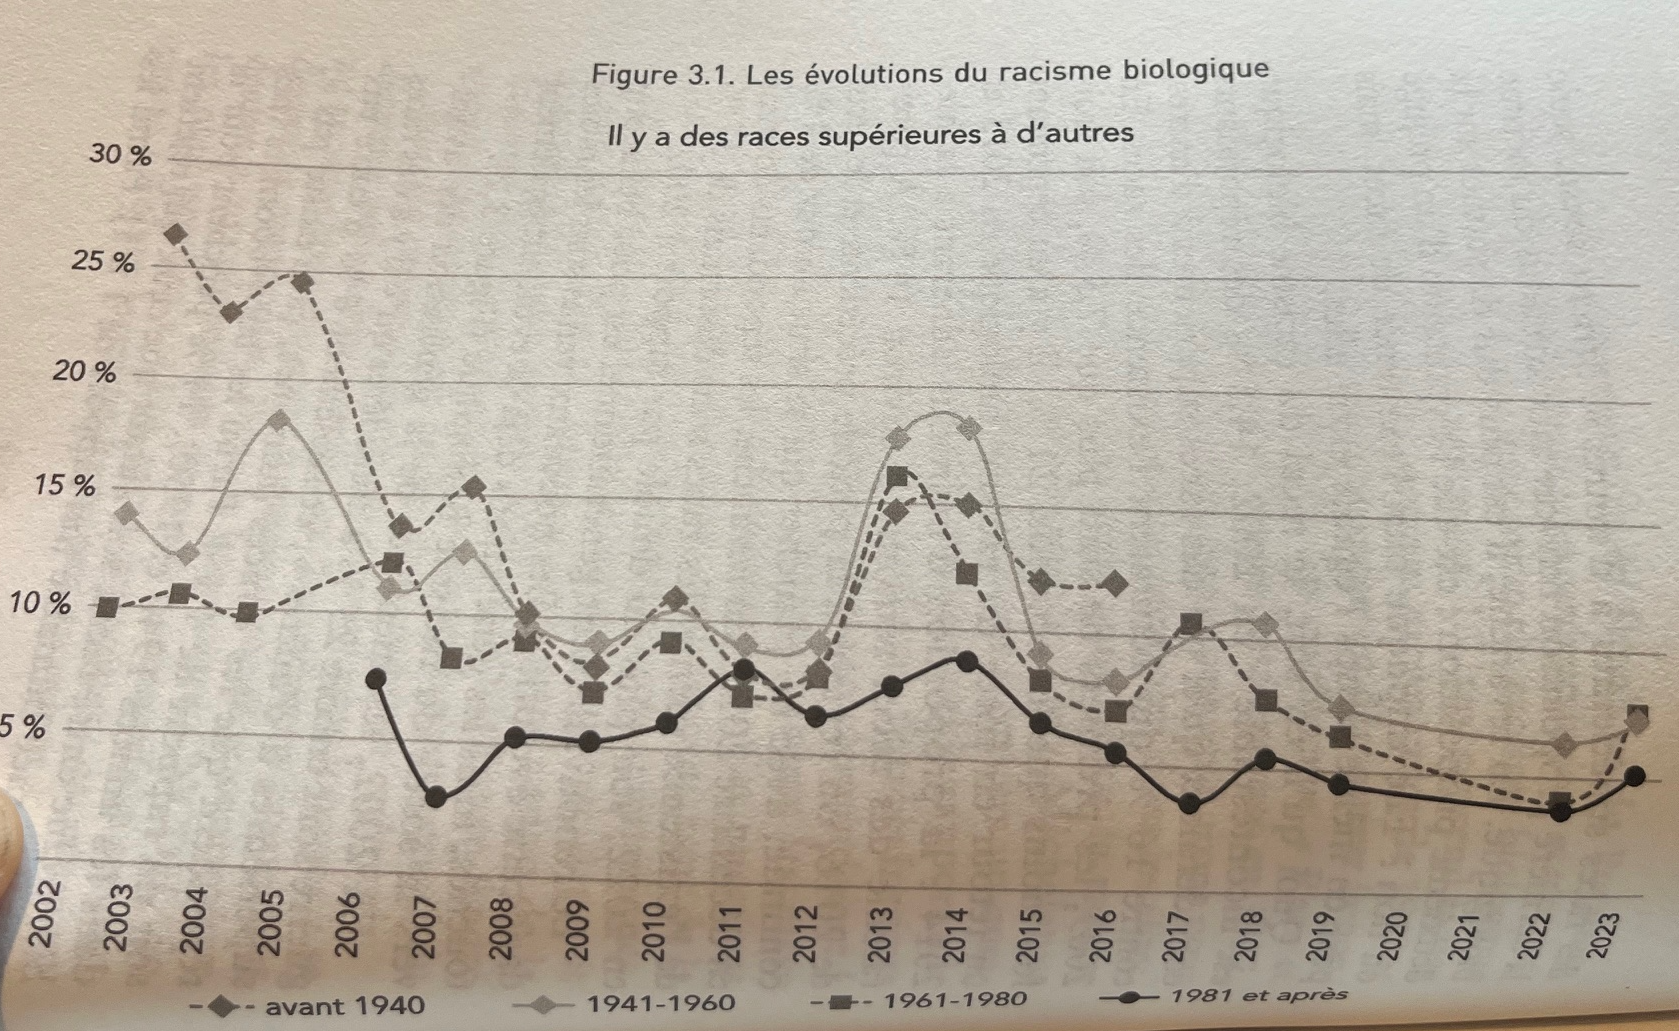 Figure 3.1. Les évolutions du racisme biologique
Il y a des races supérieures à d'autres
30 %
25 %
20 %
15 %
10 %
5 %
2002 2003 2004 2005 2006 2007 2008 2009 2010 2011 2012 2013 2014 2015 2016 2017 2018 2019 2020 2021 2022 2023
avant 1940 1941-1960 1961-1980 1981 et après